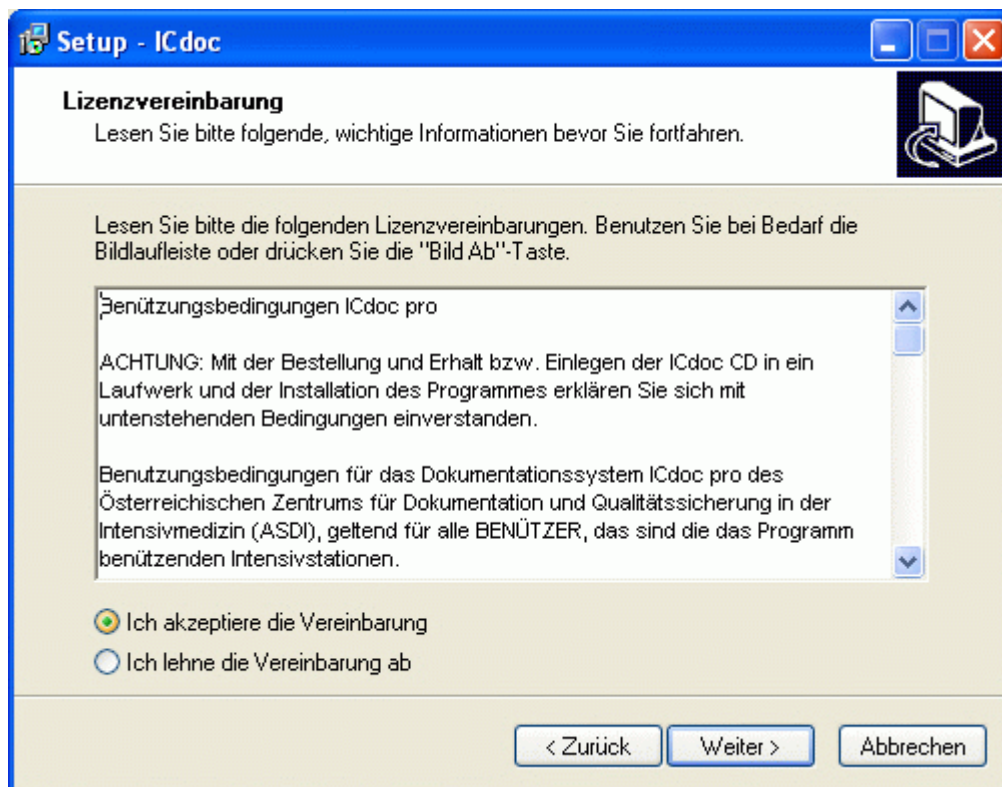 Setup - ICdoc
Lizenzvereinbarung
Lesen Sie bitte folgende, wichtige Informationen bevor Sie fortfahren.
Lesen Sie bitte die folgenden Lizenzvereinbarungen. Benutzen Sie bei Bedarf die
Bildlaufleiste oder drücken Sie die "Bild Ab"-Taste.
Benützungsbedingungen ICdoc pro
ACHTUNG: Mit der Bestellung und Erhalt bzw. Einlegen der ICdoc CD in ein
Laufwerk und der Installation des Programmes erklären Sie sich mit
untenstehenden Bedingungen einverstanden.
Benutzungsbedingungen für das Dokumentationssystem ICdoc pro des
Österreichischen Zentrums für Dokumentation und Qualitätssicherung in der
Intensivmedizin (ASDI), geltend für alle BENÜTZER, das sind die das Programm
benützenden Intensivstationen.
Ich akzeptiere die Vereinbarung
Ich lehne die Vereinbarung ab
< Zurück Weiter > Abbrechen